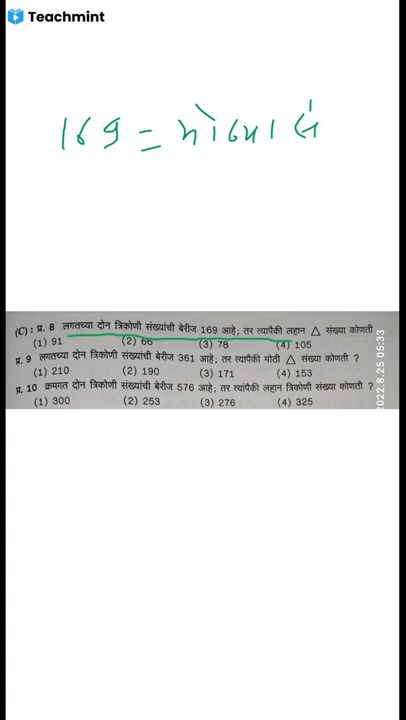 Teachmint
169 = मोठ्या सं
(C) : प्र. 8 लगतच्या दोन त्रिकोणी संख्यांची बेरीज 169 आहे; तर त्यापैकी लहान △ संख्या कोणती
(1) 91 (2) 66 (3) 78 (4) 105
प्र. 9 लगतच्या दोन त्रिकोणी संख्यांची बेरीज 361 आहे; तर त्यापैकी मोठी △ संख्या कोणती ?
(1) 210 (2) 190 (3) 171 (4) 153
प्र. 10 क्रमगत दोन त्रिकोणी संख्यांची बेरीज 576 आहे; तर त्यांपैकी लहान त्रिकोणी संख्या कोणती ?
(1) 300 (2) 253 (3) 276 (4) 325
2022.8.25 05:33